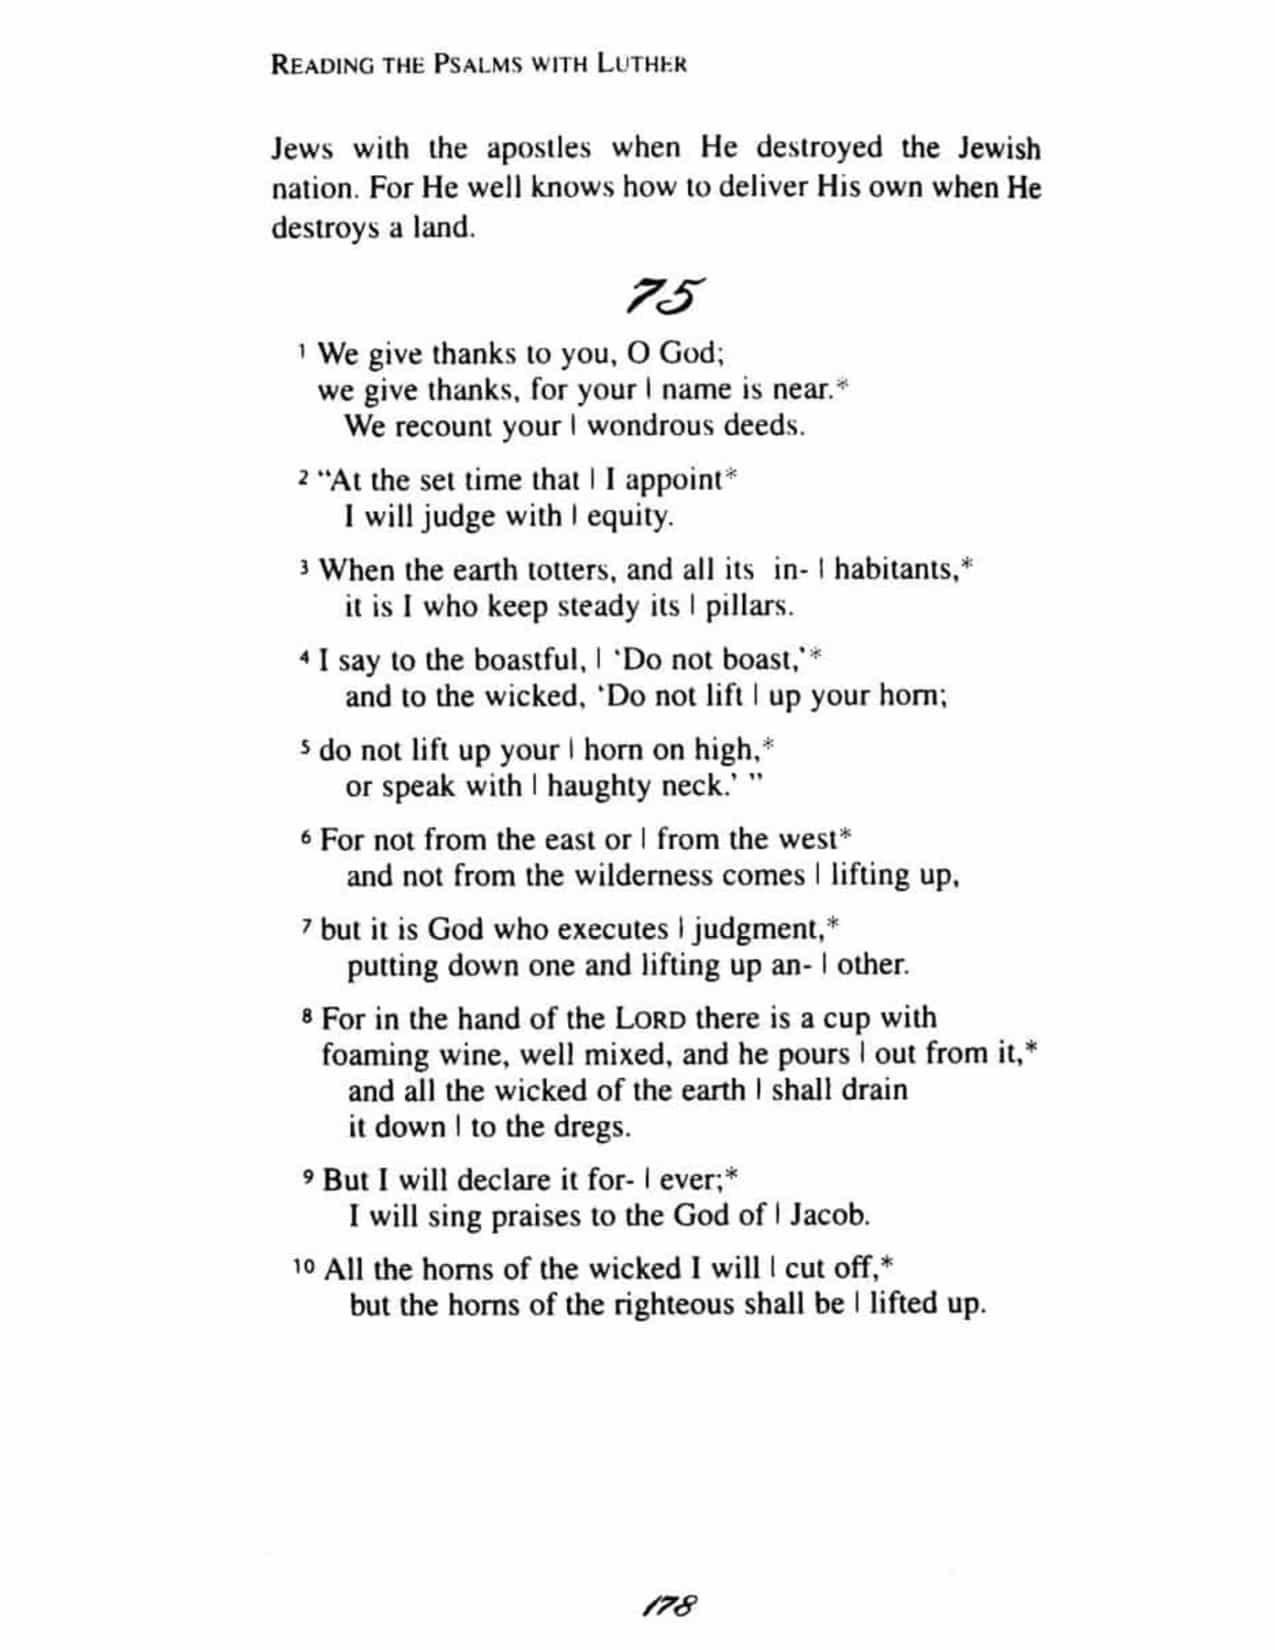 READING THE PSALMS WITH LUTHER
Jews with the apostles when He destroyed the Jewish
nation. For He well knows how to deliver His own when He
destroys a land.
75
1 We give thanks to you, O God;
we give thanks, for your | name is near.*
We recount your | wondrous deeds.
2 “At the set time that | I appoint*
I will judge with | equity.
3 When the earth totters, and all its in- | habitants,*
it is I who keep steady its | pillars.
4 I say to the boastful, | ‘Do not boast,’*
and to the wicked, ‘Do not lift | up your horn;
5 do not lift up your | horn on high,*
or speak with | haughty neck.’ ”
6 For not from the east or | from the west*
and not from the wilderness comes | lifting up,
7 but it is God who executes | judgment,*
putting down one and lifting up an- | other.
8 For in the hand of the LORD there is a cup with
foaming wine, well mixed, and he pours | out from it,*
and all the wicked of the earth | shall drain
it down | to the dregs.
9 But I will declare it for- | ever;*
I will sing praises to the God of | Jacob.
10 All the horns of the wicked I will | cut off,*
but the horns of the righteous shall be | lifted up.
178